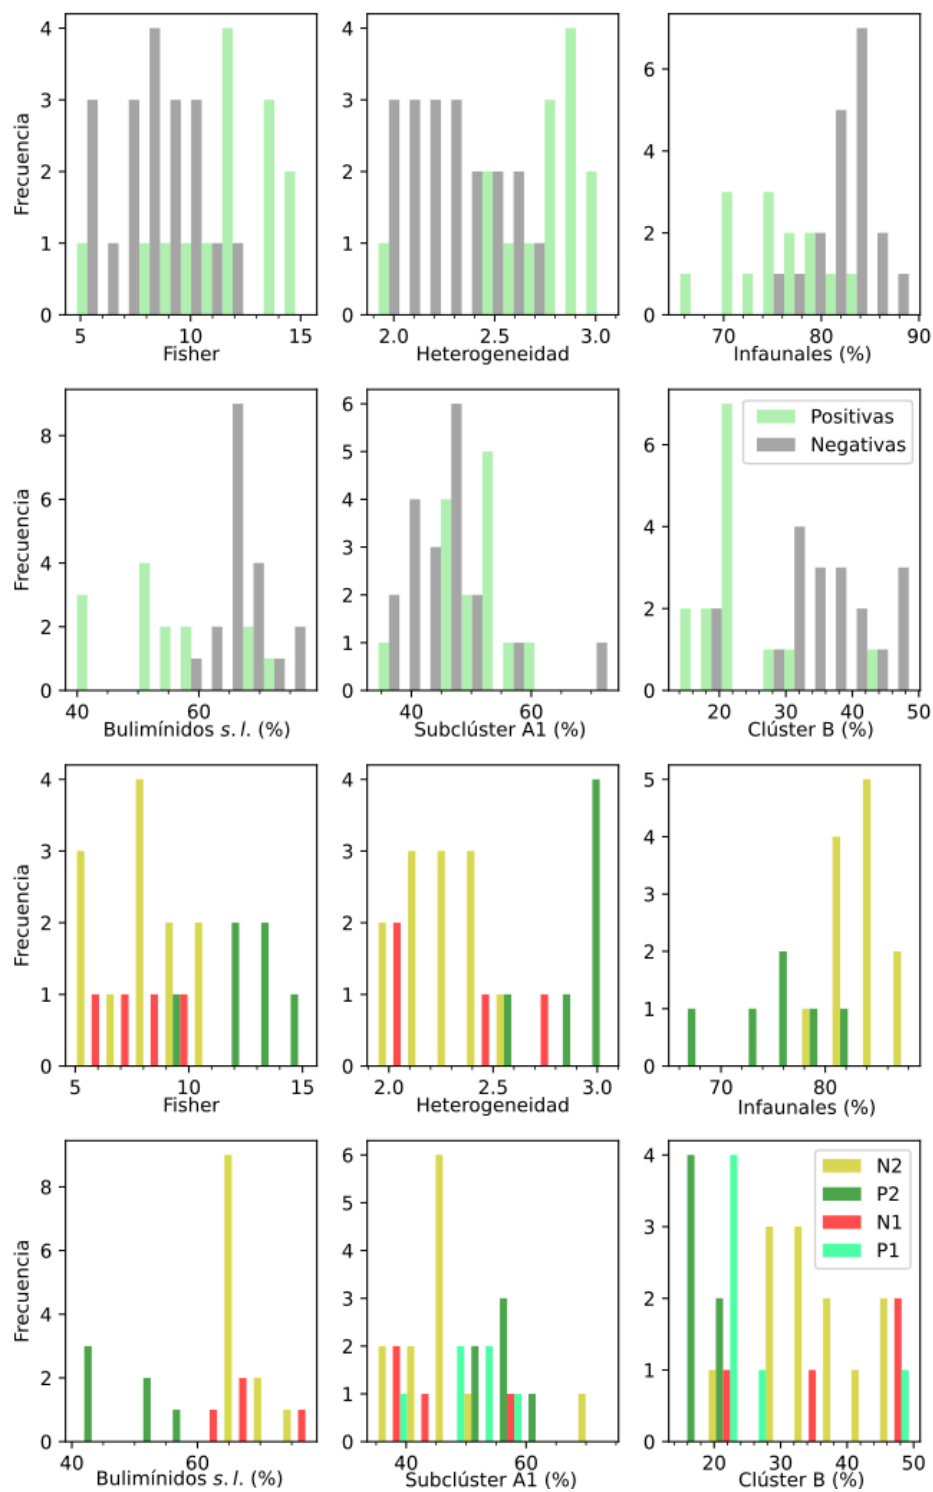 Frecuencia
4
3
2
1
0
5 10 15
Fisher
4
3
2
1
0
2.0 2.5 3.0
Heterogeneidad
6
4
2
0
70 80 90
Infaunales (%)
Frecuencia
8
6
4
2
0
40 60
Bulimínidos s. l. (%)
6
5
4
3
2
1
0
40 60
Subclúster A1 (%)
6
4
2
0
Positivas
Negativas
20 30 40 50
Clúster B (%)
Frecuencia
4
3
2
1
0
5 10 15
Fisher
4
3
2
1
0
2.0 2.5 3.0
Heterogeneidad
5
4
3
2
1
0
70 80
Infaunales (%)
Frecuencia
8
6
4
2
0
40 60
Bulimínidos s. l. (%)
6
5
4
3
2
1
0
40 60
Subclúster A1 (%)
4
3
2
1
0
N2
P2
N1
P1
20 30 40 50
Clúster B (%)